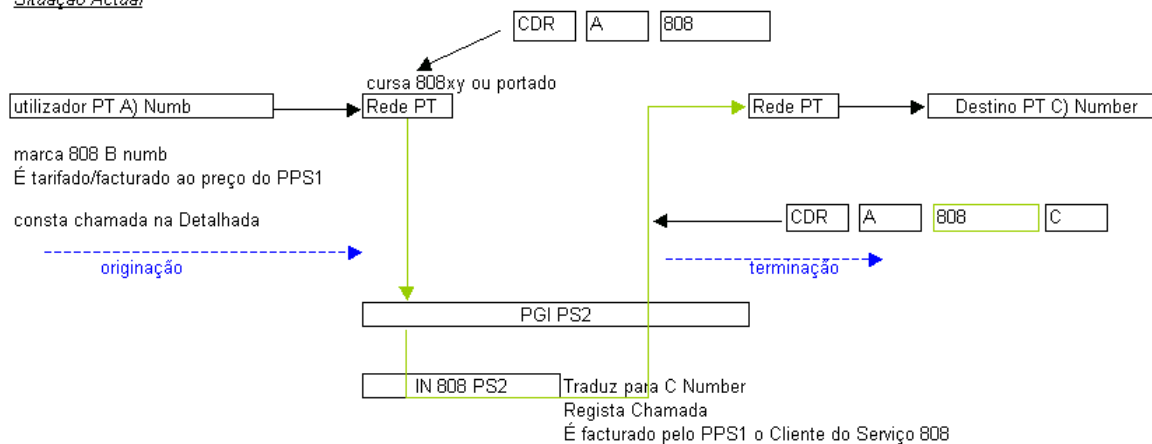 Situação Actual
CDR A 808
cursa 808xy ou portado
utilizador PT A) Numb
Rede PT
Rede PT
Destino PT C) Number
marca 808 B numb
É tarifado/facturado ao preço do PPS1
consta chamada na Detalhada
CDR A 808 C
originação
terminação
PGI PS2
IN 808 PS2
Traduz para C Number
Regista Chamada
É facturado pelo PPS1 o Cliente do Serviço 808